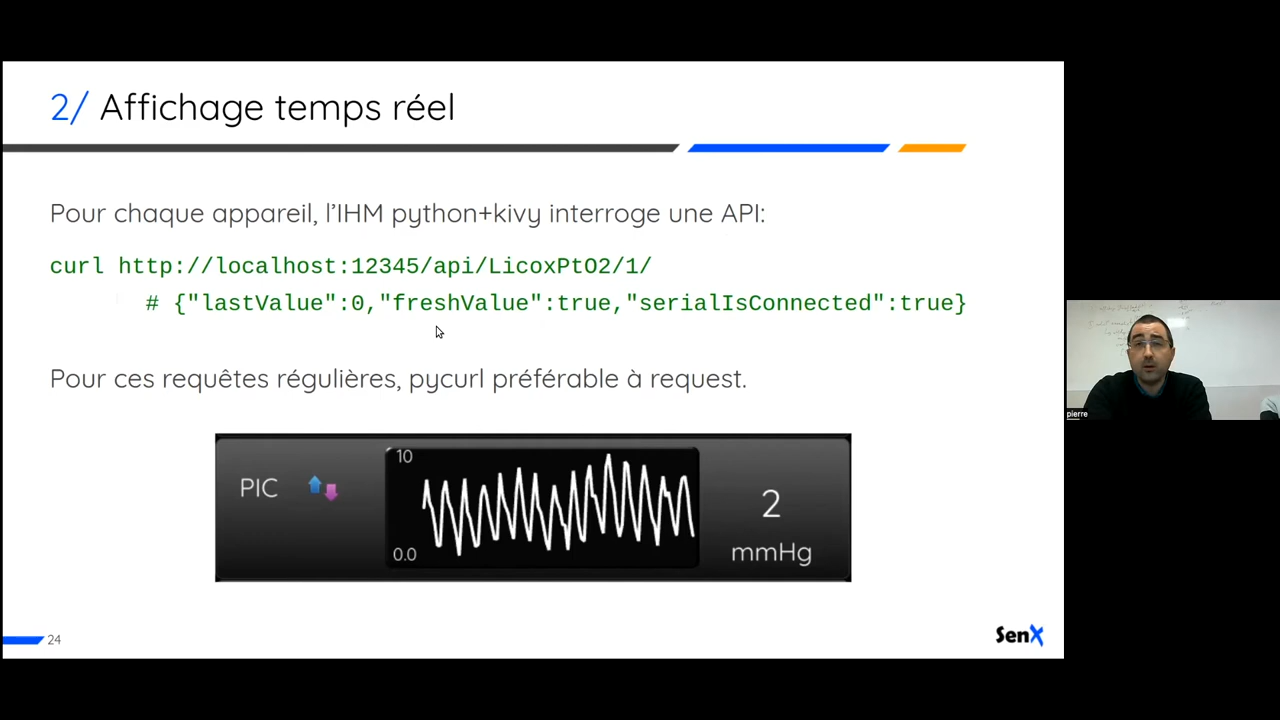 2/ Affichage temps réel
Pour chaque appareil, l'IHM python+kivy interroge une API:
curl http://localhost:12345/api/LicoxPtO2/1/
# {"lastValue":0,"freshValue":true,"serialIsConnected":true}
Pour ces requêtes régulières, pycurl préférable à request.
PIC
10
0.0
2
mmHg
24
SenX
pierre